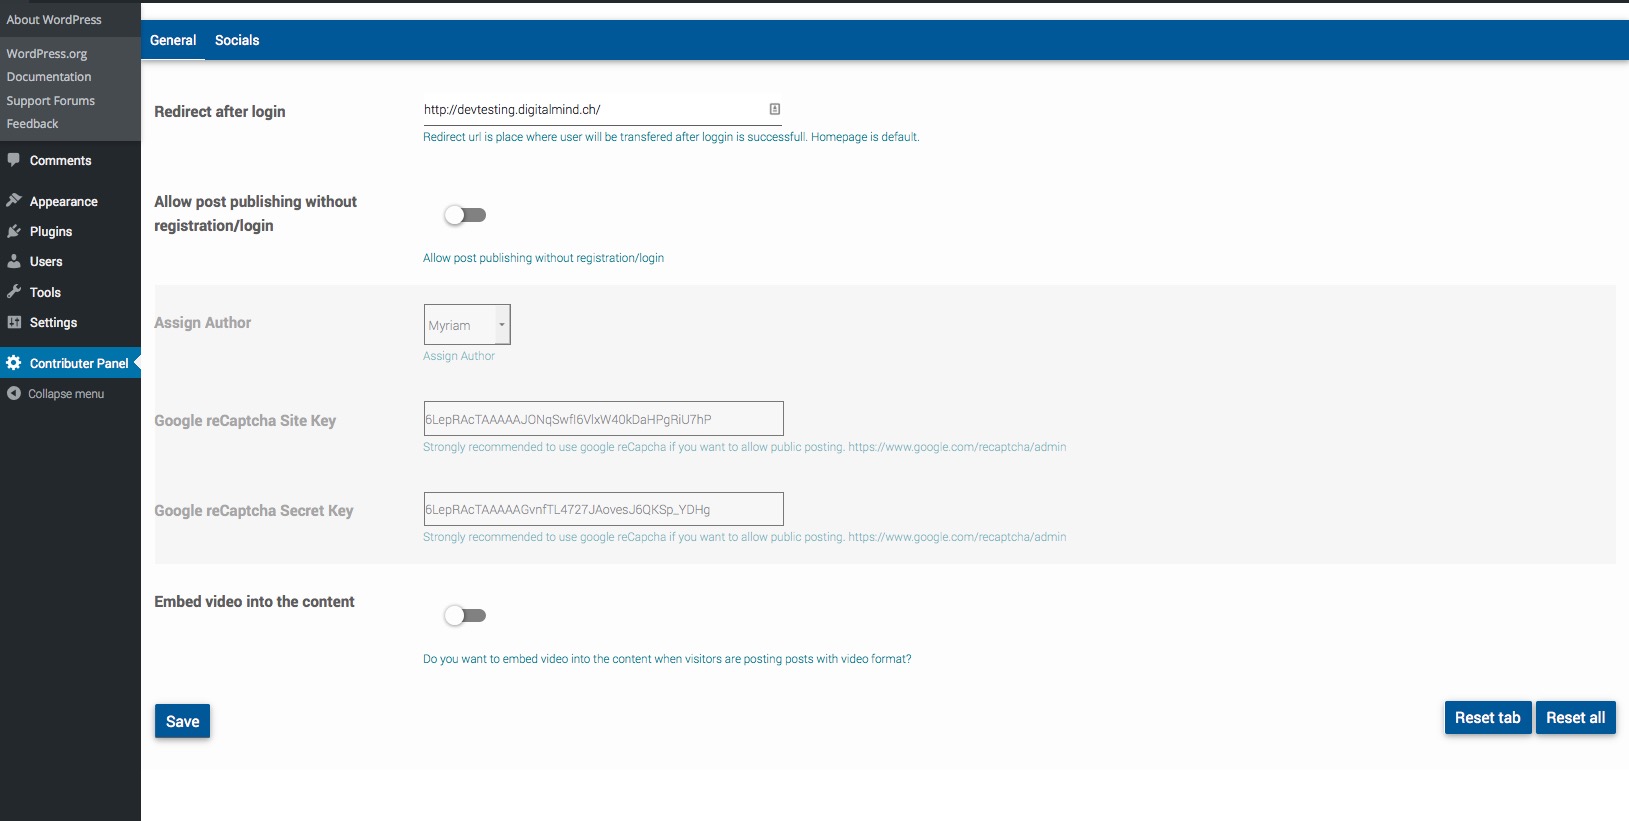 About WordPress
WordPress.org
Documentation
Support Forums
Feedback
Comments
Appearance
Plugins
Users
Tools
Settings
Contributer Panel
Collapse menu
General Socials
Redirect after login
http://devtesting.digitalmind.ch/
Redirect url is place where user will be transfered after loggin is successfull. Homepage is default.
Allow post publishing without
registration/login
Allow post publishing without registration/login
Assign Author
Myriam
Assign Author
Google reCaptcha Site Key
6LepRAcTAAAAAJONqSwfI6VlxW40kDaHPgRiU7hP
Strongly recommended to use google reCapcha if you want to allow public posting. https://www.google.com/recaptcha/admin
Google reCaptcha Secret Key
6LepRAcTAAAAAGvnfTL4727JAovesJ6QKSp_YDHg
Strongly recommended to use google reCapcha if you want to allow public posting. https://www.google.com/recaptcha/admin
Embed video into the content
Do you want to embed video into the content when visitors are posting posts with video format?
Save
Reset tab Reset all